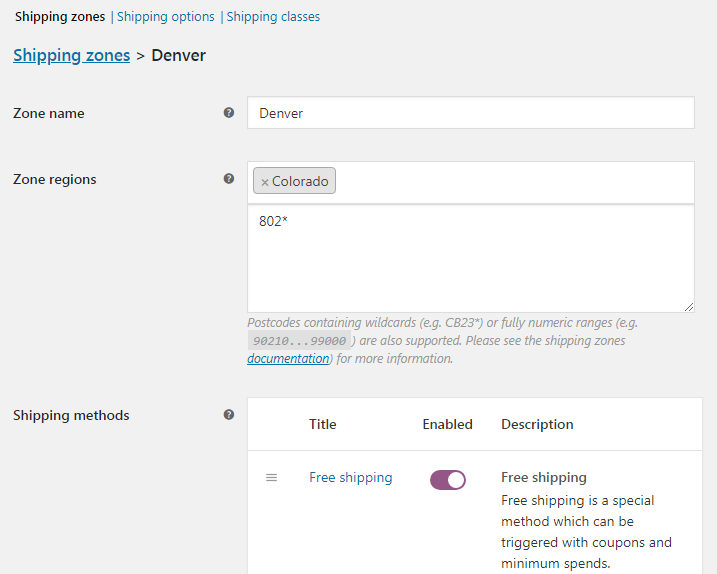 Shipping zones | Shipping options | Shipping classes
Shipping zones > Denver
Zone name
Denver
Zone regions
× Colorado
802*
Postcodes containing wildcards (e.g. CB23*) or fully numeric ranges (e.g.
90210...99000 ) are also supported. Please see the shipping zones
documentation) for more information.
Shipping methods
Title Enabled Description
Free shipping
Free shipping
Free shipping is a special
method which can be
triggered with coupons and
minimum spends.